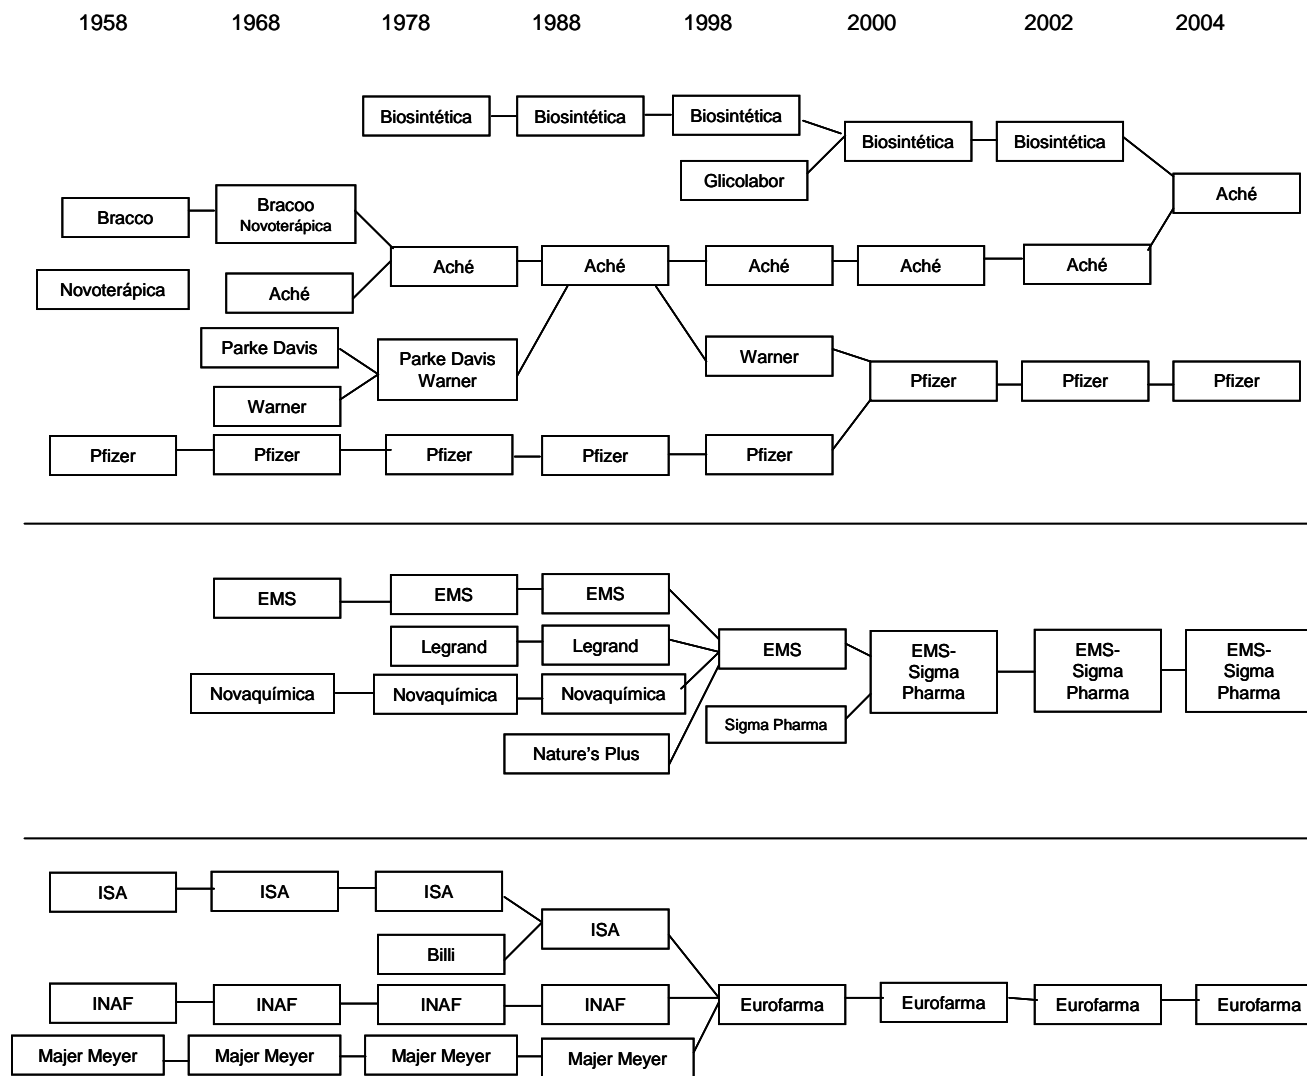 1958 1968 1978 1988 1998 2000 2002 2004
Biosintética Biosintética Biosintética
Biosintética Biosintética
Glicolabor
Aché
Bracco
Bracoo
Novoterápica
Aché Aché Aché Aché Aché
Novoterápica
Aché
Parke Davis
Parke Davis
Warner
Warner
Pfizer Pfizer Pfizer
Warner
Pfizer Pfizer Pfizer Pfizer Pfizer
EMS EMS EMS
Legrand Legrand
EMS
EMS-
Sigma
Pharma
EMS-
Sigma
Pharma
EMS-
Sigma
Pharma
Novaquímica Novaquímica Novaquímica
Sigma Pharma
Nature's Plus
ISA ISA ISA
ISA
Billi
INAF INAF INAF INAF
Eurofarma Eurofarma Eurofarma Eurofarma
Majer Meyer Majer Meyer Majer Meyer Majer Meyer